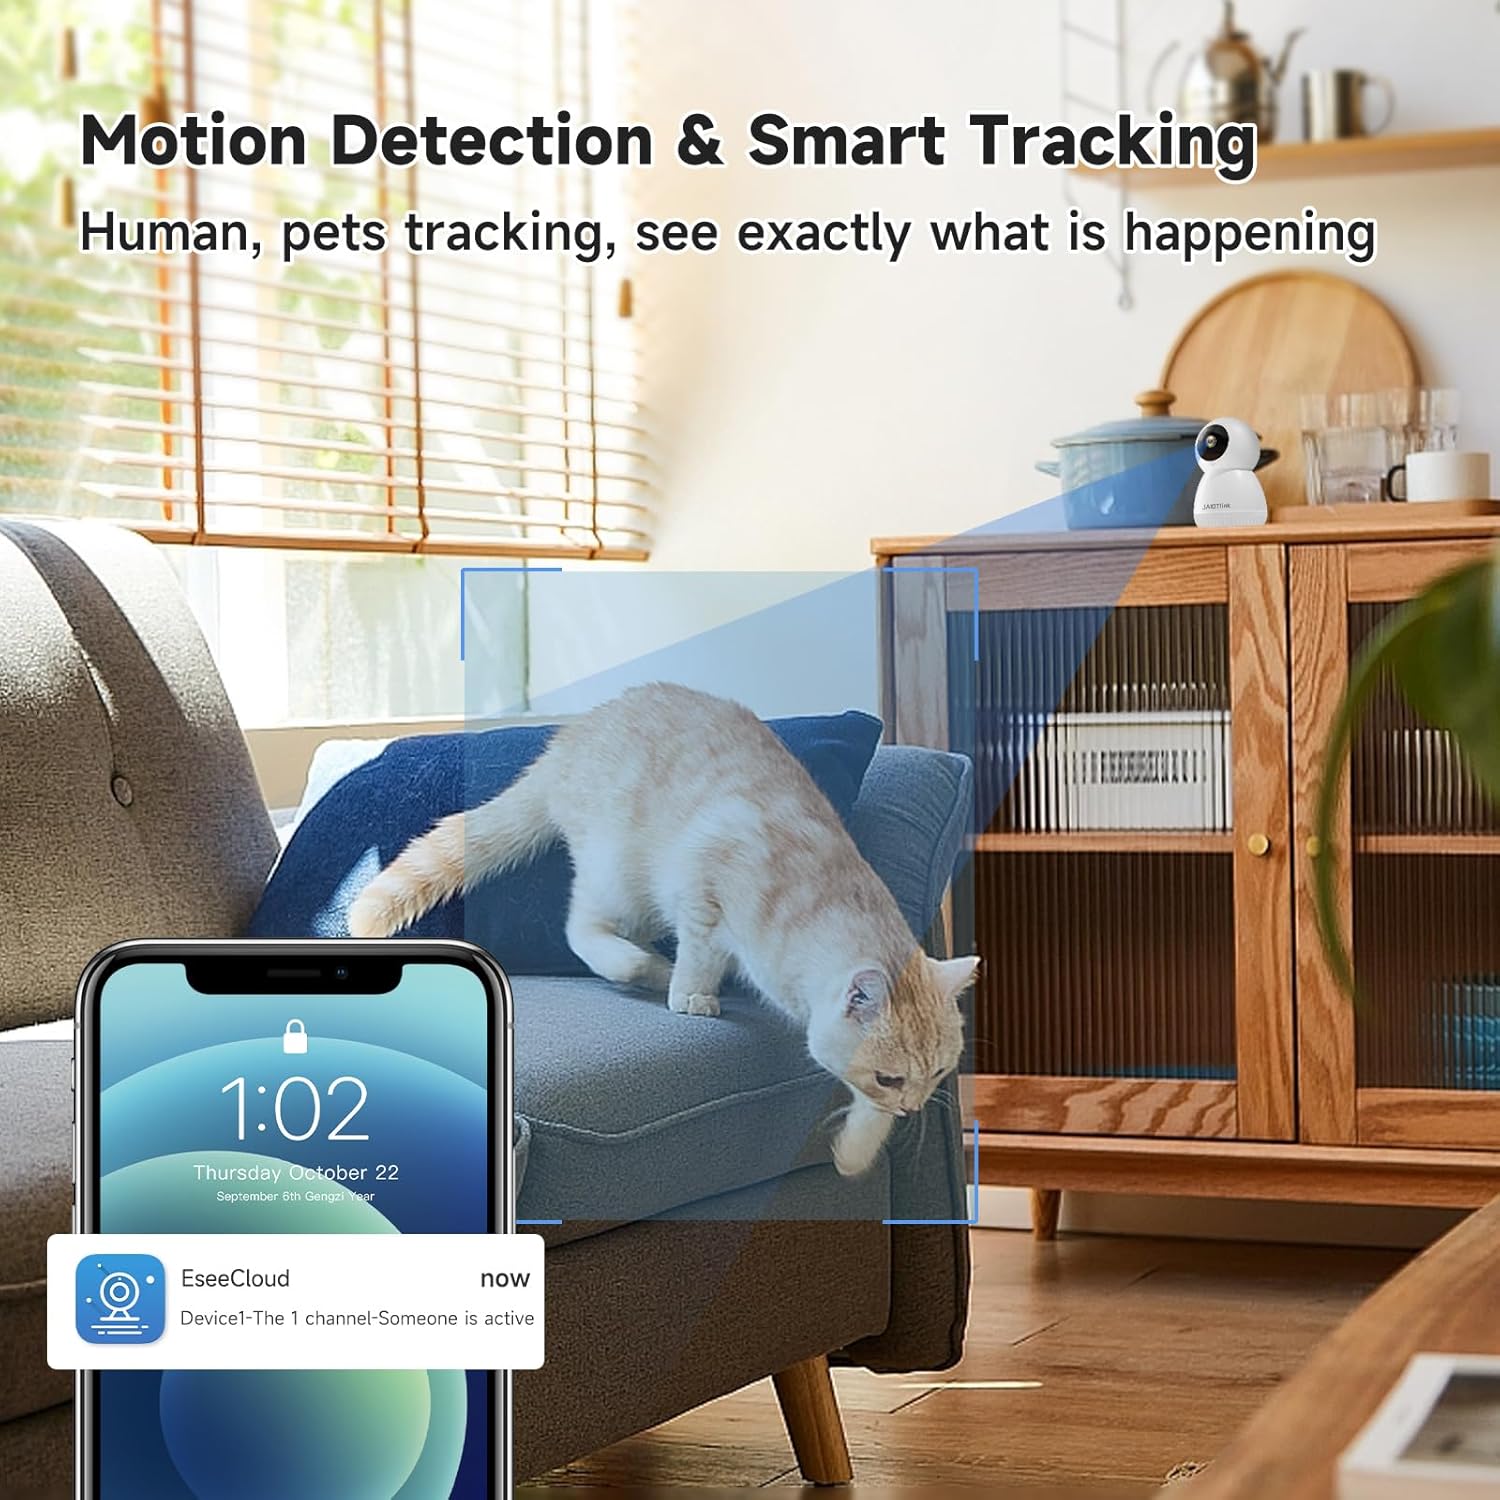 Motion Detection & Smart Tracking
Human, pets tracking, see exactly what is happening
JAIOTlink
1:02
Thursday October 22
September 6th Gengzi Year
EseeCloud
now
Device1-The 1 channel-Someone is active